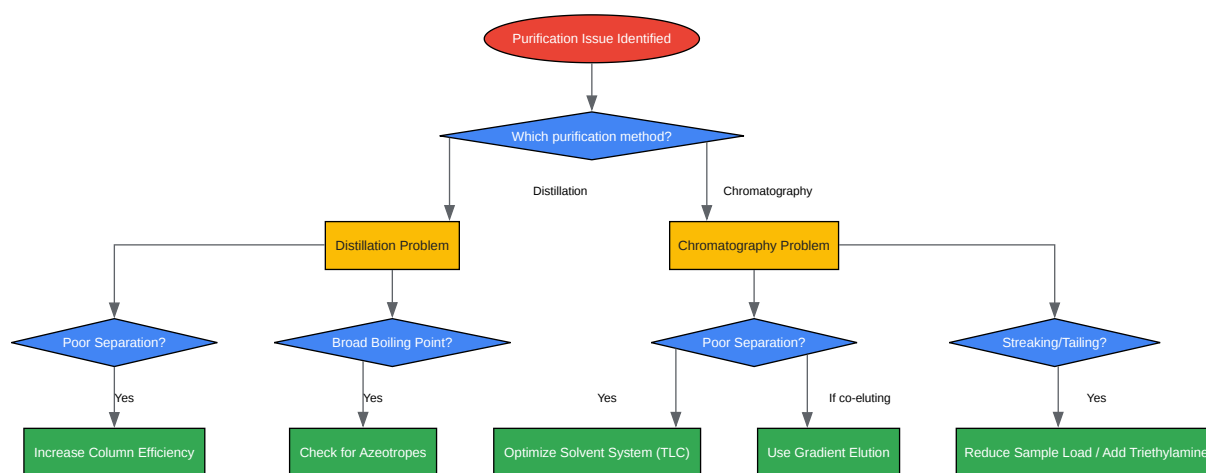 Purification Issue Identified
Which purification method?
Distillation
Chromatography
Distillation Problem
Chromatography Problem
Poor Separation?
Broad Boiling Point?
Poor Separation?
Streaking/Tailing?
Yes
Yes
Yes
If co-eluting
Yes
Increase Column Efficiency
Check for Azeotropes
Optimize Solvent System (TLC)
Use Gradient Elution
Reduce Sample Load / Add Triethylamine